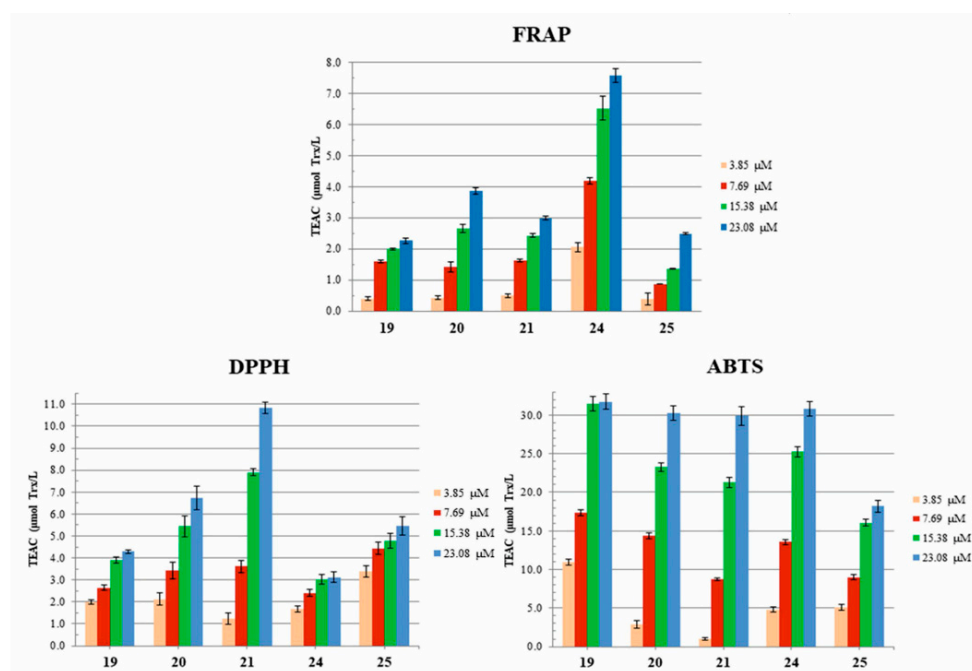 FRAP
TEAC (µmol Trx/L
8.0
7.0
6.0
5.0
4.0
3.0
2.0
1.0
0.0
19 20 21 24 25
3.85 µM
7.69 µM
15.38 µM
23.08 µM
DPPH
TEAC (µmol Trx/L
11.0
10.0
9.0
8.0
7.0
6.0
5.0
4.0
3.0
2.0
1.0
0.0
19 20 21 24 25
3.85 µM
7.69 µM
15.38 µM
23.08 µM
ABTS
TEAC (µmol Trx/L
30.0
25.0
20.0
15.0
10.0
5.0
0.0
19 20 21 24 25
3.85 µM
7.69 µM
15.38 µM
23.08 µM